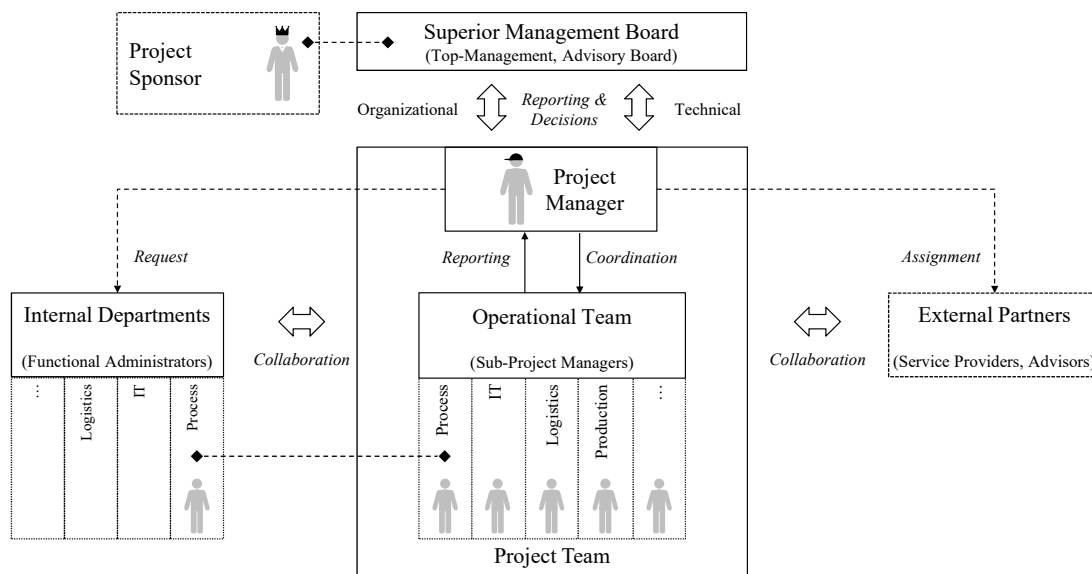 Project
Sponsor
Superior Management Board
(Top-Management, Advisory Board)
Organizational
Reporting &
Decisions
Technical
Project
Manager
Request
Reporting
Coordination
Assignment
Internal Departments
(Functional Administrators)
Collaboration
Operational Team
(Sub-Project Managers)
Collaboration
External Partners
(Service Providers, Advisors)
…
Logistics
IT
Process
Process
IT
Logistics
Production
…
Project Team